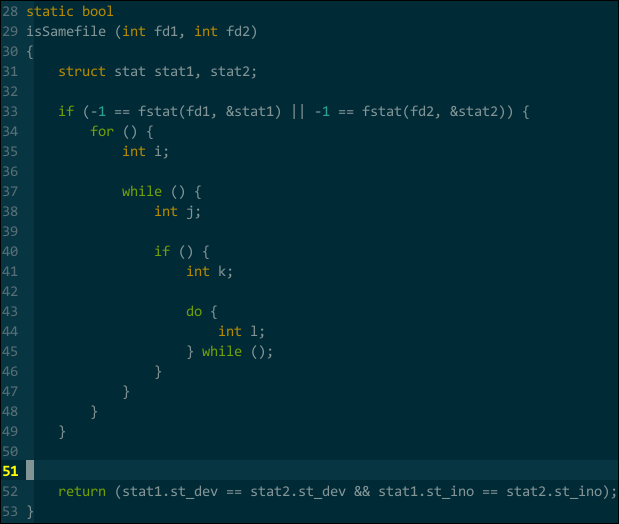 28 static bool
29 isSamefile (int fd1, int fd2)
30 {
31     struct stat stat1, stat2;
32
33     if (-1 == fstat(fd1, &stat1) || -1 == fstat(fd2, &stat2)) {
34         for () {
35             int i;
36
37             while () {
38                 int j;
39
40                 if () {
41                     int k;
42
43                     do {
44                         int l;
45                     } while ();
46                 }
47             }
48         }
49     }
50
51
52     return (stat1.st_dev == stat2.st_dev && stat1.st_ino == stat2.st_ino);
53 }